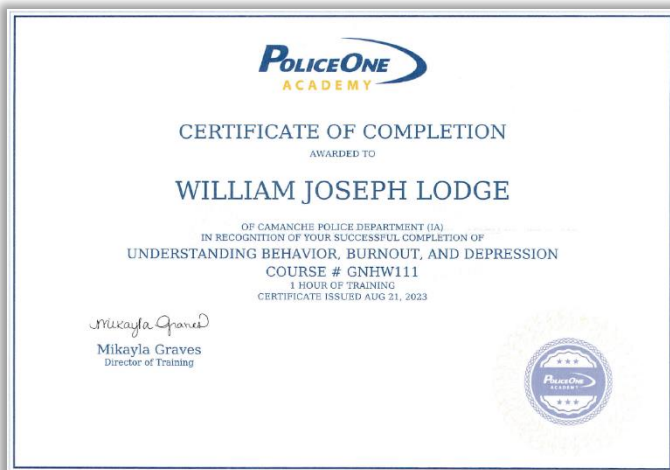 POLICEONE
ACADEMY
CERTIFICATE OF COMPLETION
AWARDED TO
WILLIAM JOSEPH LODGE
OF CAMANCHE POLICE DEPARTMENT (IA)
IN RECOGNITION OF YOUR SUCCESSFUL COMPLETION OF
UNDERSTANDING BEHAVIOR, BURNOUT, AND DEPRESSION
COURSE # GNHW111
1 HOUR OF TRAINING
CERTIFICATE ISSUED AUG 21, 2023
Mikayla Graves
Mikayla Graves
Director of Training
POLICEONE
ACADEMY